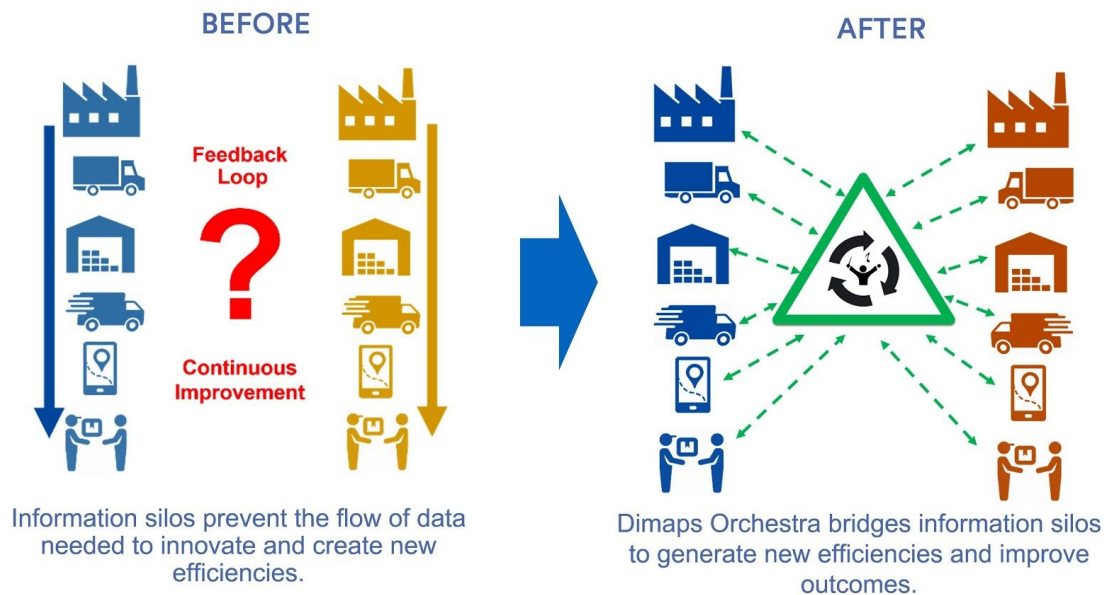 BEFORE
Feedback
Loop
?
Continuous
Improvement
Information silos prevent the flow of data
needed to innovate and create new
efficiencies.
AFTER
Dimaps Orchestra bridges information silos
to generate new efficiencies and improve
outcomes.